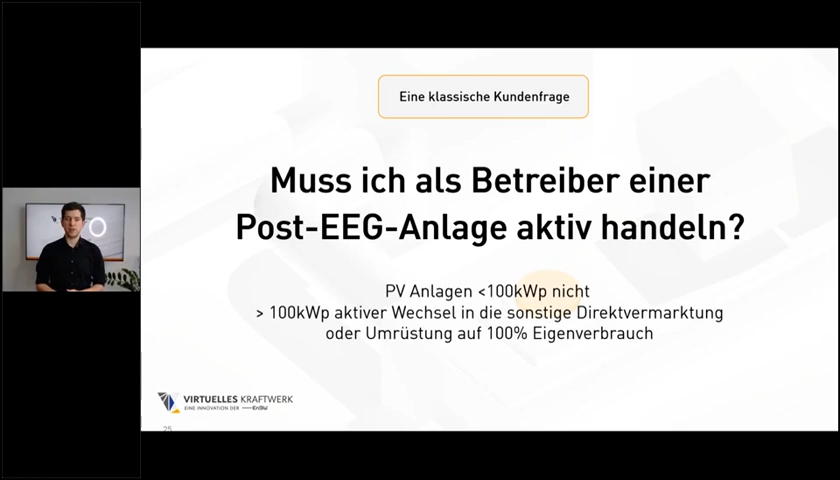 Eine klassische Kundenfrage
Muss ich als Betreiber einer
Post-EEG-Anlage aktiv handeln?
PV Anlagen <100kWp nicht
> 100kWp aktiver Wechsel in die sonstige Direktvermarktung
oder Umrüstung auf 100% Eigenverbrauch
VIRTUELLES KRAFTWERK
EINE INNOVATION DER EnBW
25